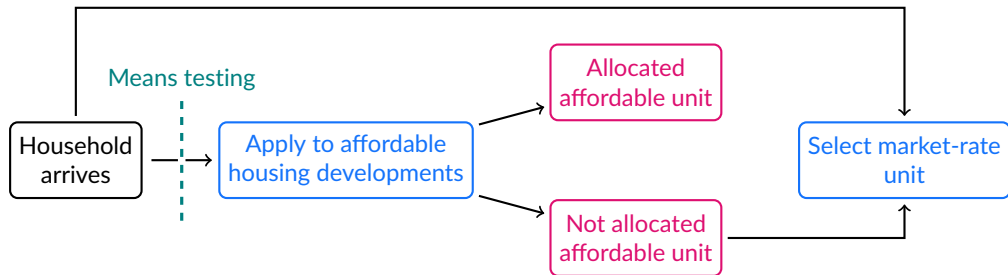 Means testing
Household
arrives
Apply to affordable
housing developments
Allocated
affordable unit
Not allocated
affordable unit
Select market-rate
unit